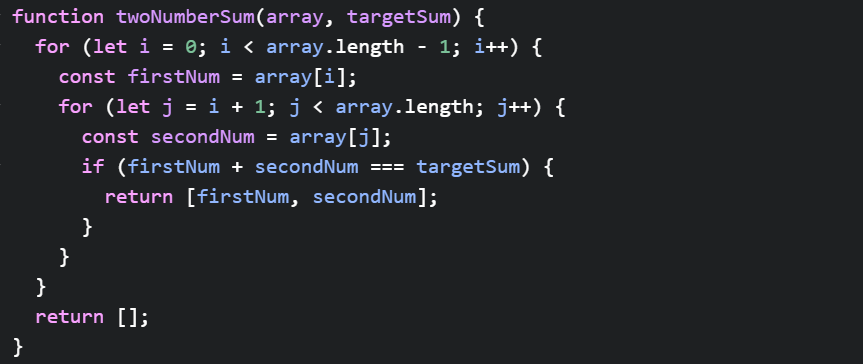 function twoNumberSum(array, targetSum) {
  for (let i = 0; i < array.length - 1; i++) {
    const firstNum = array[i];
    for (let j = i + 1; j < array.length; j++) {
      const secondNum = array[j];
      if (firstNum + secondNum === targetSum) {
        return [firstNum, secondNum];
      }
    }
  }
  return [];
}